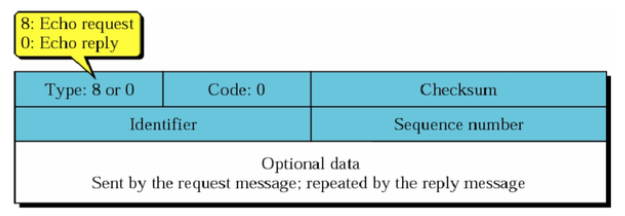 8: Echo request
0: Echo reply
Type: 8 or 0 Code: 0 Checksum
Identifier Sequence number
Optional data
Sent by the request message; repeated by the reply message